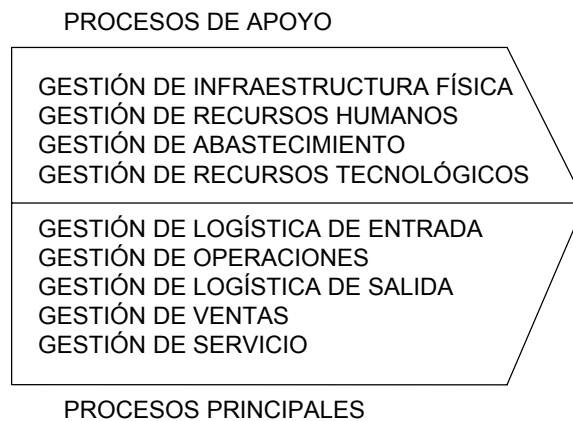 PROCESOS DE APOYO
GESTIÓN DE INFRAESTRUCTURA FÍSICA
GESTIÓN DE RECURSOS HUMANOS
GESTIÓN DE ABASTECIMIENTO
GESTIÓN DE RECURSOS TECNOLÓGICOS
GESTIÓN DE LOGÍSTICA DE ENTRADA
GESTIÓN DE OPERACIONES
GESTIÓN DE LOGÍSTICA DE SALIDA
GESTIÓN DE VENTAS
GESTIÓN DE SERVICIO
PROCESOS PRINCIPALES